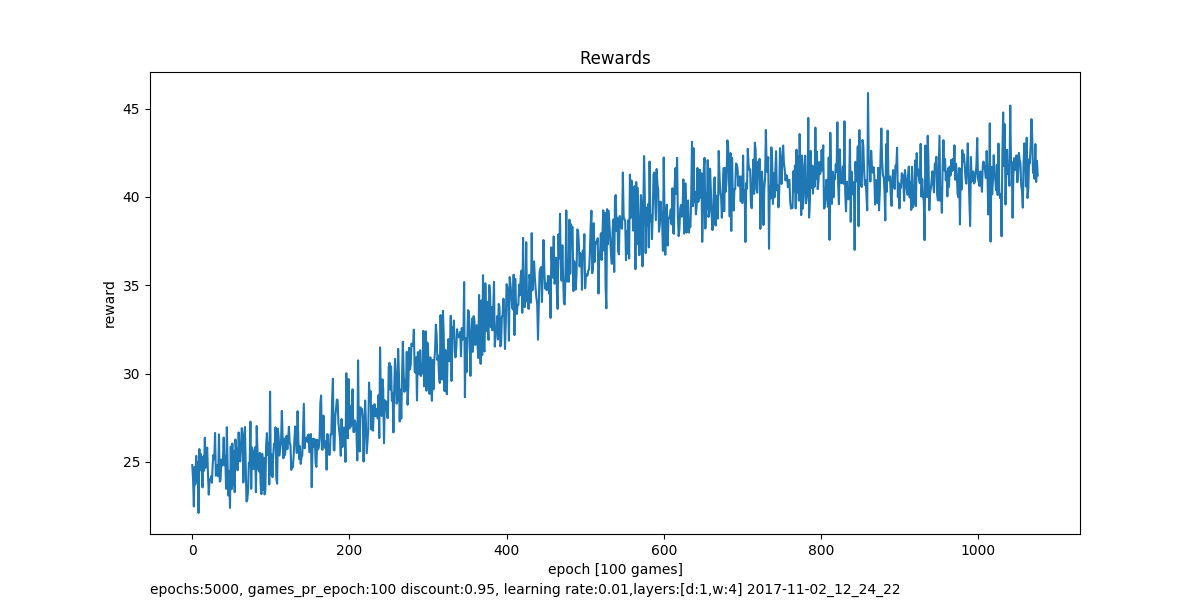 Rewards
45
40
35
30
25
reward
0
200
400
600
800
1000
epoch [100 games]
epochs:5000, games_pr_epoch:100 discount:0.95, learning rate:0.01,layers:[d:1,w:4] 2017-11-02_12_24_22